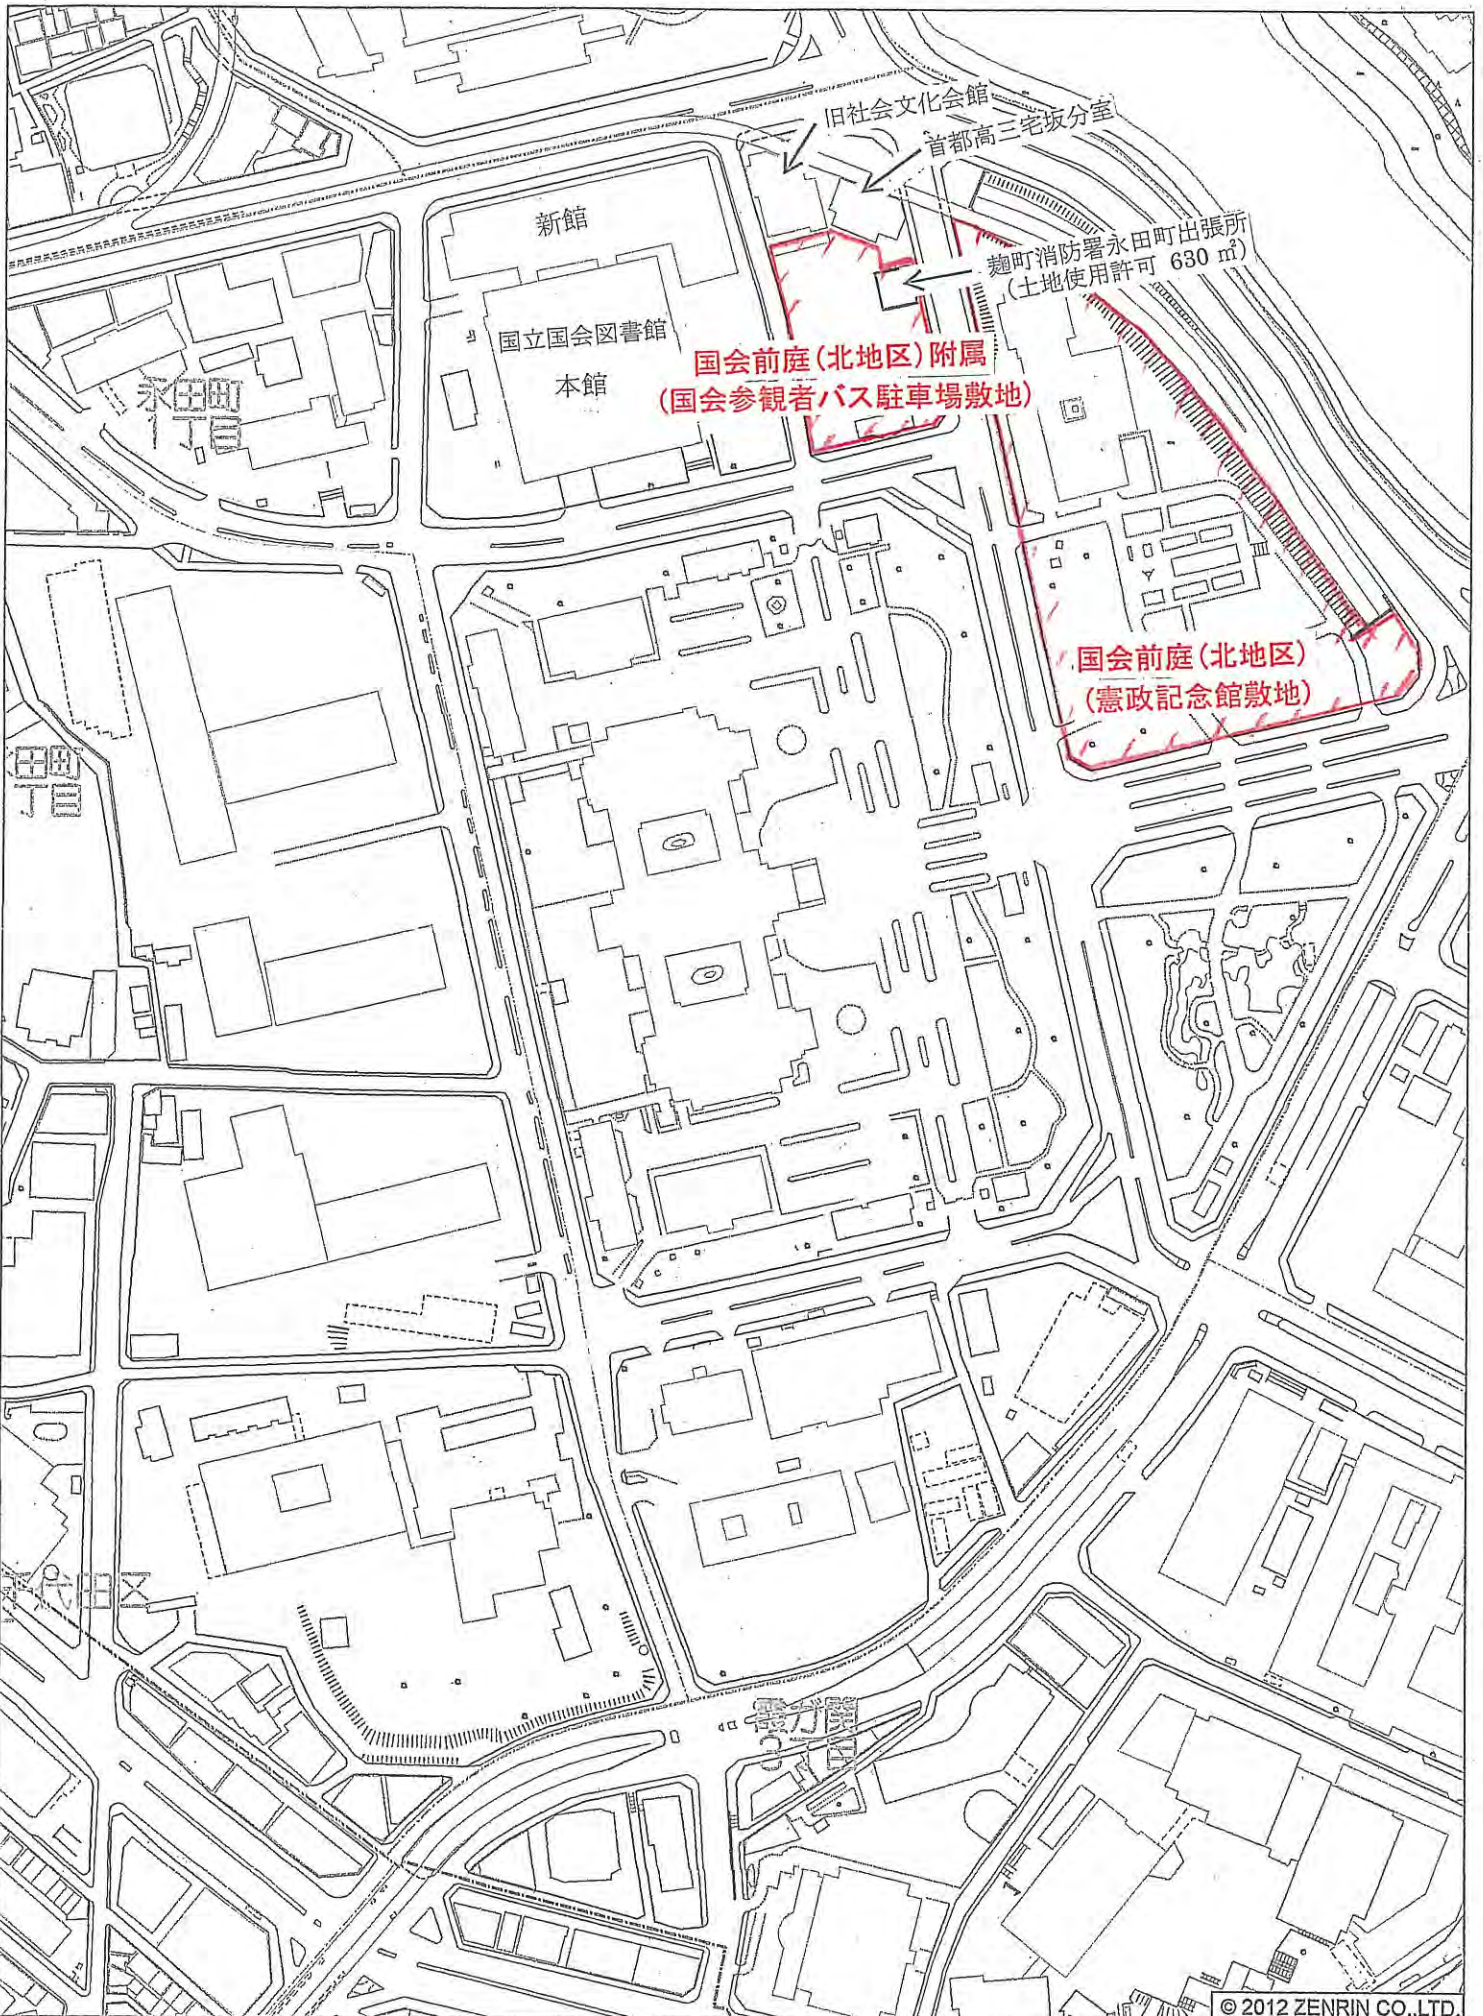 旧社会文化会館
首都高三宅坂分室
新館
麹町消防署永田町出張所
(土地使用許可 630 ㎡)
国立国会図書館
本館
国会前庭(北地区)附属
(国会参観者バス駐車場敷地)
永田町
1丁目
国会前庭(北地区)
(憲政記念館敷地)
田町
丁目
代田区
霞が関
© 2012 ZENRIN CO.,LTD.